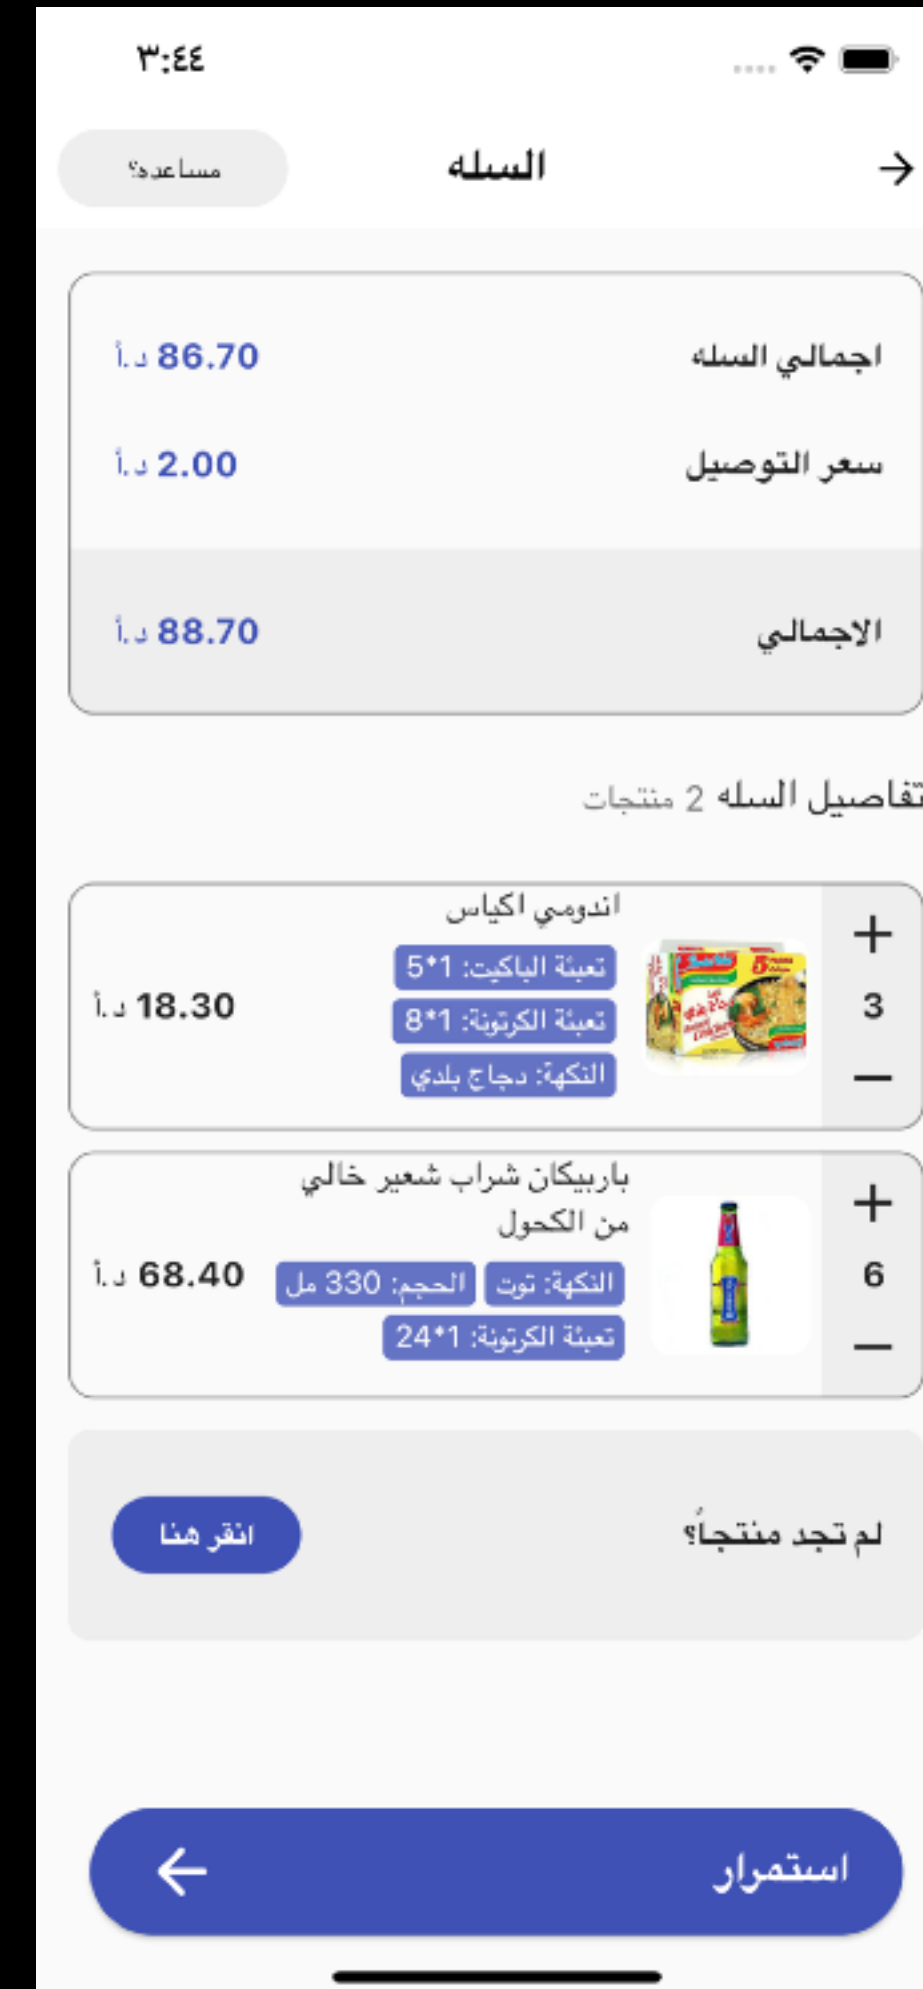 ٣:٤٤
السله
مساعده؟
اجمالي السله
86.70 د.أ
سعر التوصيل
2.00 د.أ
الاجمالي
88.70 د.أ
تفاصيل السله 2 منتجات
+
3
−
اندومي اكياس
تعبئة الباكيت: 1*5
تعبئة الكرتونة: 1*8
النكهة: دجاج بلدي
18.30 د.أ
+
6
−
باربيكان شراب شعير خالي
من الكحول
النكهة: توت الحجم: 330 مل
تعبئة الكرتونة: 1*24
68.40 د.أ
لم تجد منتجاً؟
انقر هنا
استمرار